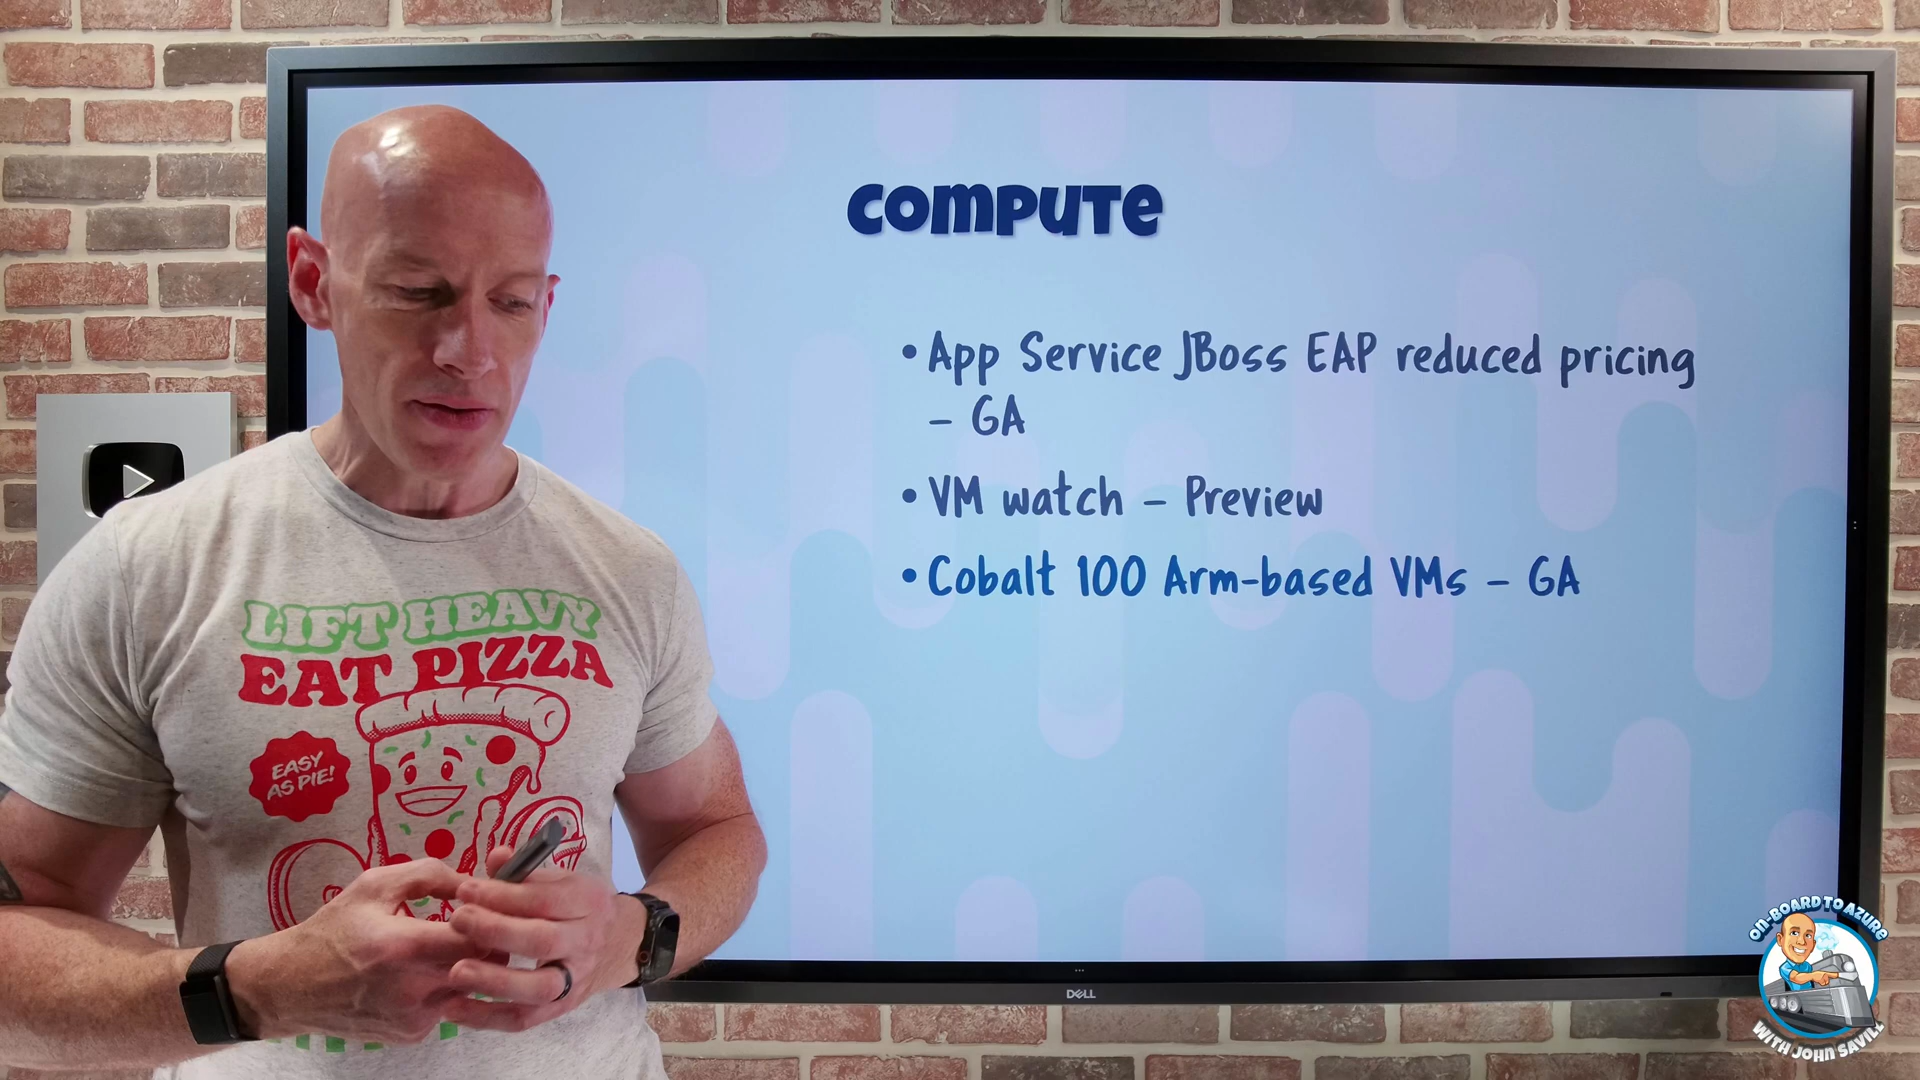 Compute
• App Service JBoss EAP reduced pricing
– GA
• VM watch – Preview
• Cobalt 100 Arm-based VMs – GA
LIFT HEAVY
EAT PIZZA
EASY
AS PIE!
DELL
ON-BOARD TO AZURE
WITH JOHN SAVILL